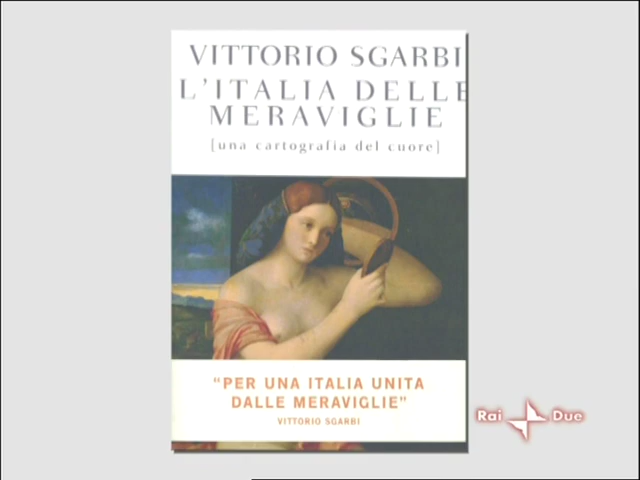 VITTORIO SGARBI
L'ITALIA DELLE
MERAVIGLIE
[una cartografia del cuore]
"PER UNA ITALIA UNITA
DALLE MERAVIGLIE"
VITTORIO SGARBI
Rai Due